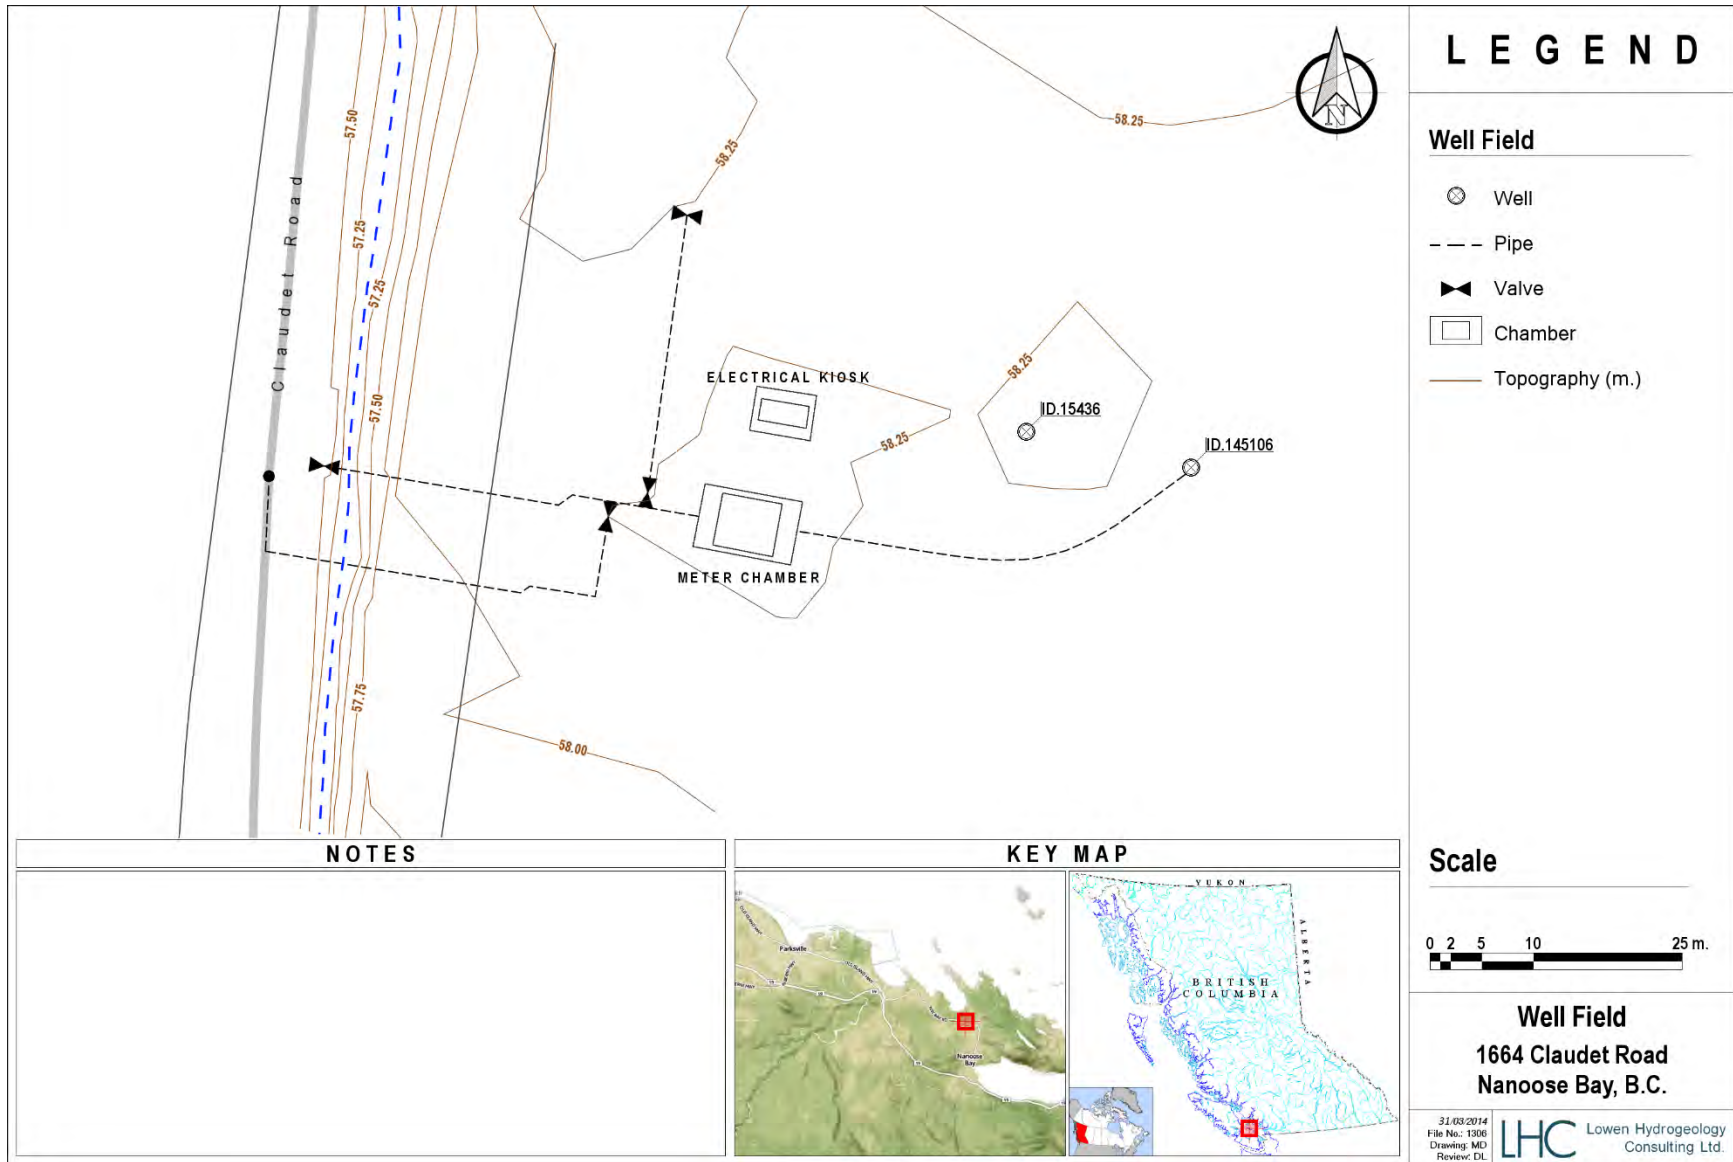 58.25
58.25
57.50
57.25
57.25
57.50
57.75
58.00
58.25
58.25
Claudet Road
ELECTRICAL KIOSK
METER CHAMBER
ID.15436
ID.145106
N
LEGEND
Well Field
Well
Pipe
Valve
Chamber
Topography (m.)
Scale
0 2 5 10 25 m.
NOTES
KEY MAP
Parksville
Nanoose
Bay
YUKON
ALBERTA
BRITISH
COLUMBIA
Well Field
1664 Claudet Road
Nanoose Bay, B.C.
31/03/2014
File No.: 1306
Drawing: MD
Review: DL
LHC
Lowen Hydrogeology
Consulting Ltd.